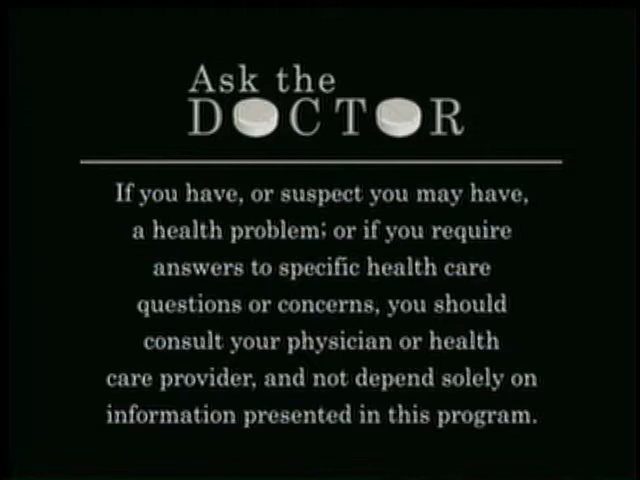 Ask the
DOCTOR
If you have, or suspect you may have,
a health problem; or if you require
answers to specific health care
questions or concerns, you should
consult your physician or health
care provider, and not depend solely on
information presented in this program.